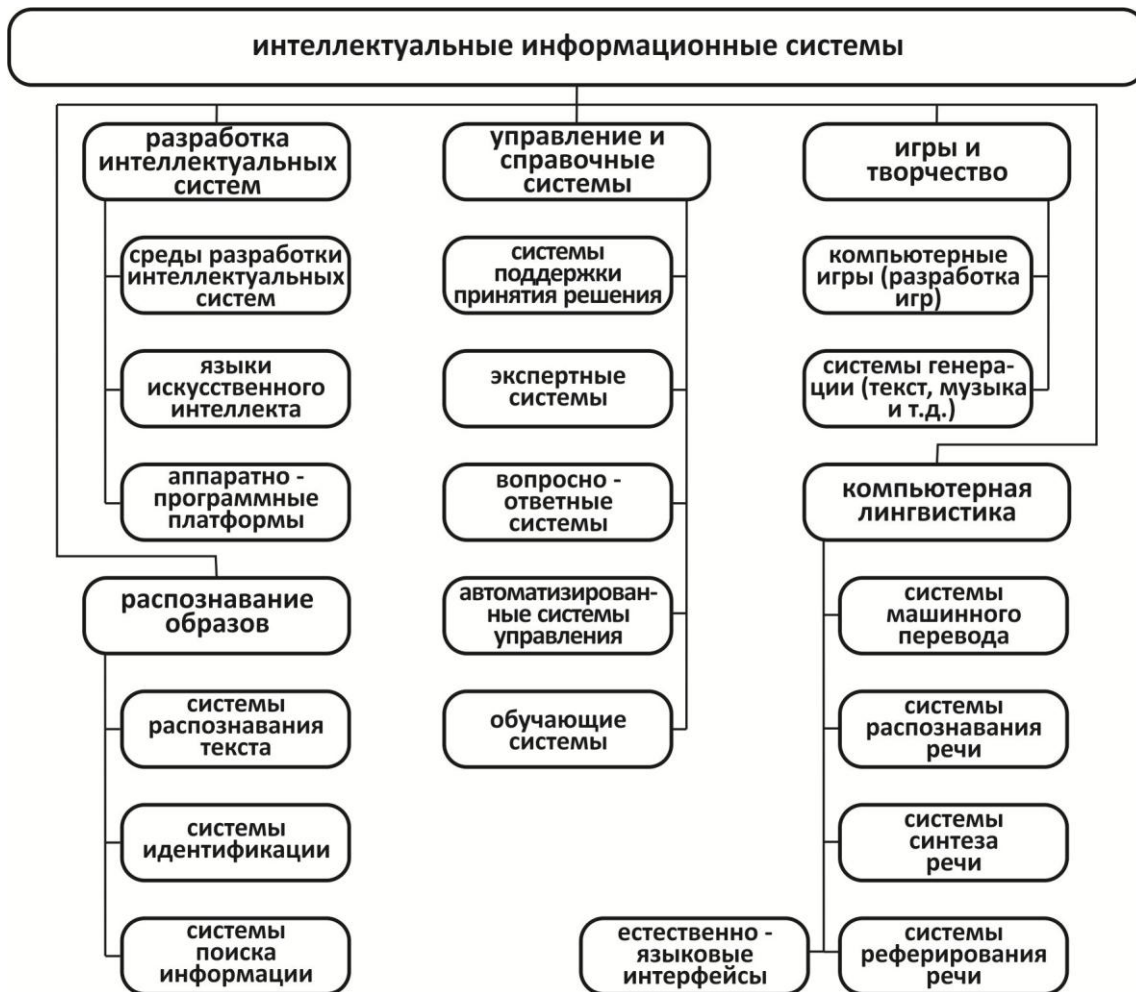 интеллектуальные информационные системы
разработка
интеллектуальных
систем
среды разработки
интеллектуальных
систем
языки
искусственного
интеллекта
аппаратно -
программные
платформы
распознавание
образов
системы
распознавания
текста
системы
идентификации
системы
поиска
информации
управление и
справочные
системы
системы
поддержки
принятия решения
экспертные
системы
вопросно -
ответные
системы
автоматизирован-
ные системы
управления
обучающие
системы
игры и
творчество
компьютерные
игры (разработка
игр)
системы генера-
ции (текст, музыка
и т.д.)
компьютерная
лингвистика
системы
машинного
перевода
системы
распознавания
речи
системы
синтеза
речи
естественно -
языковые
интерфейсы
системы
реферирования
речи